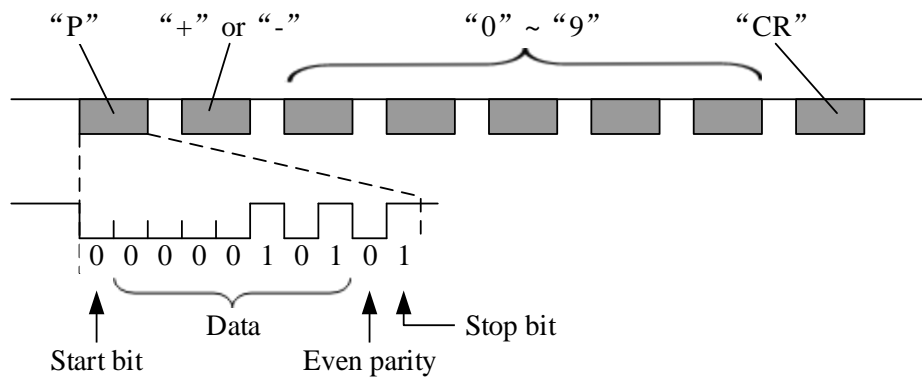 “P” “+” or “-” “0” ~ “9” “CR”
0 0 0 0 0 1 0 1 0 1
Data Stop bit
Start bit Even parity